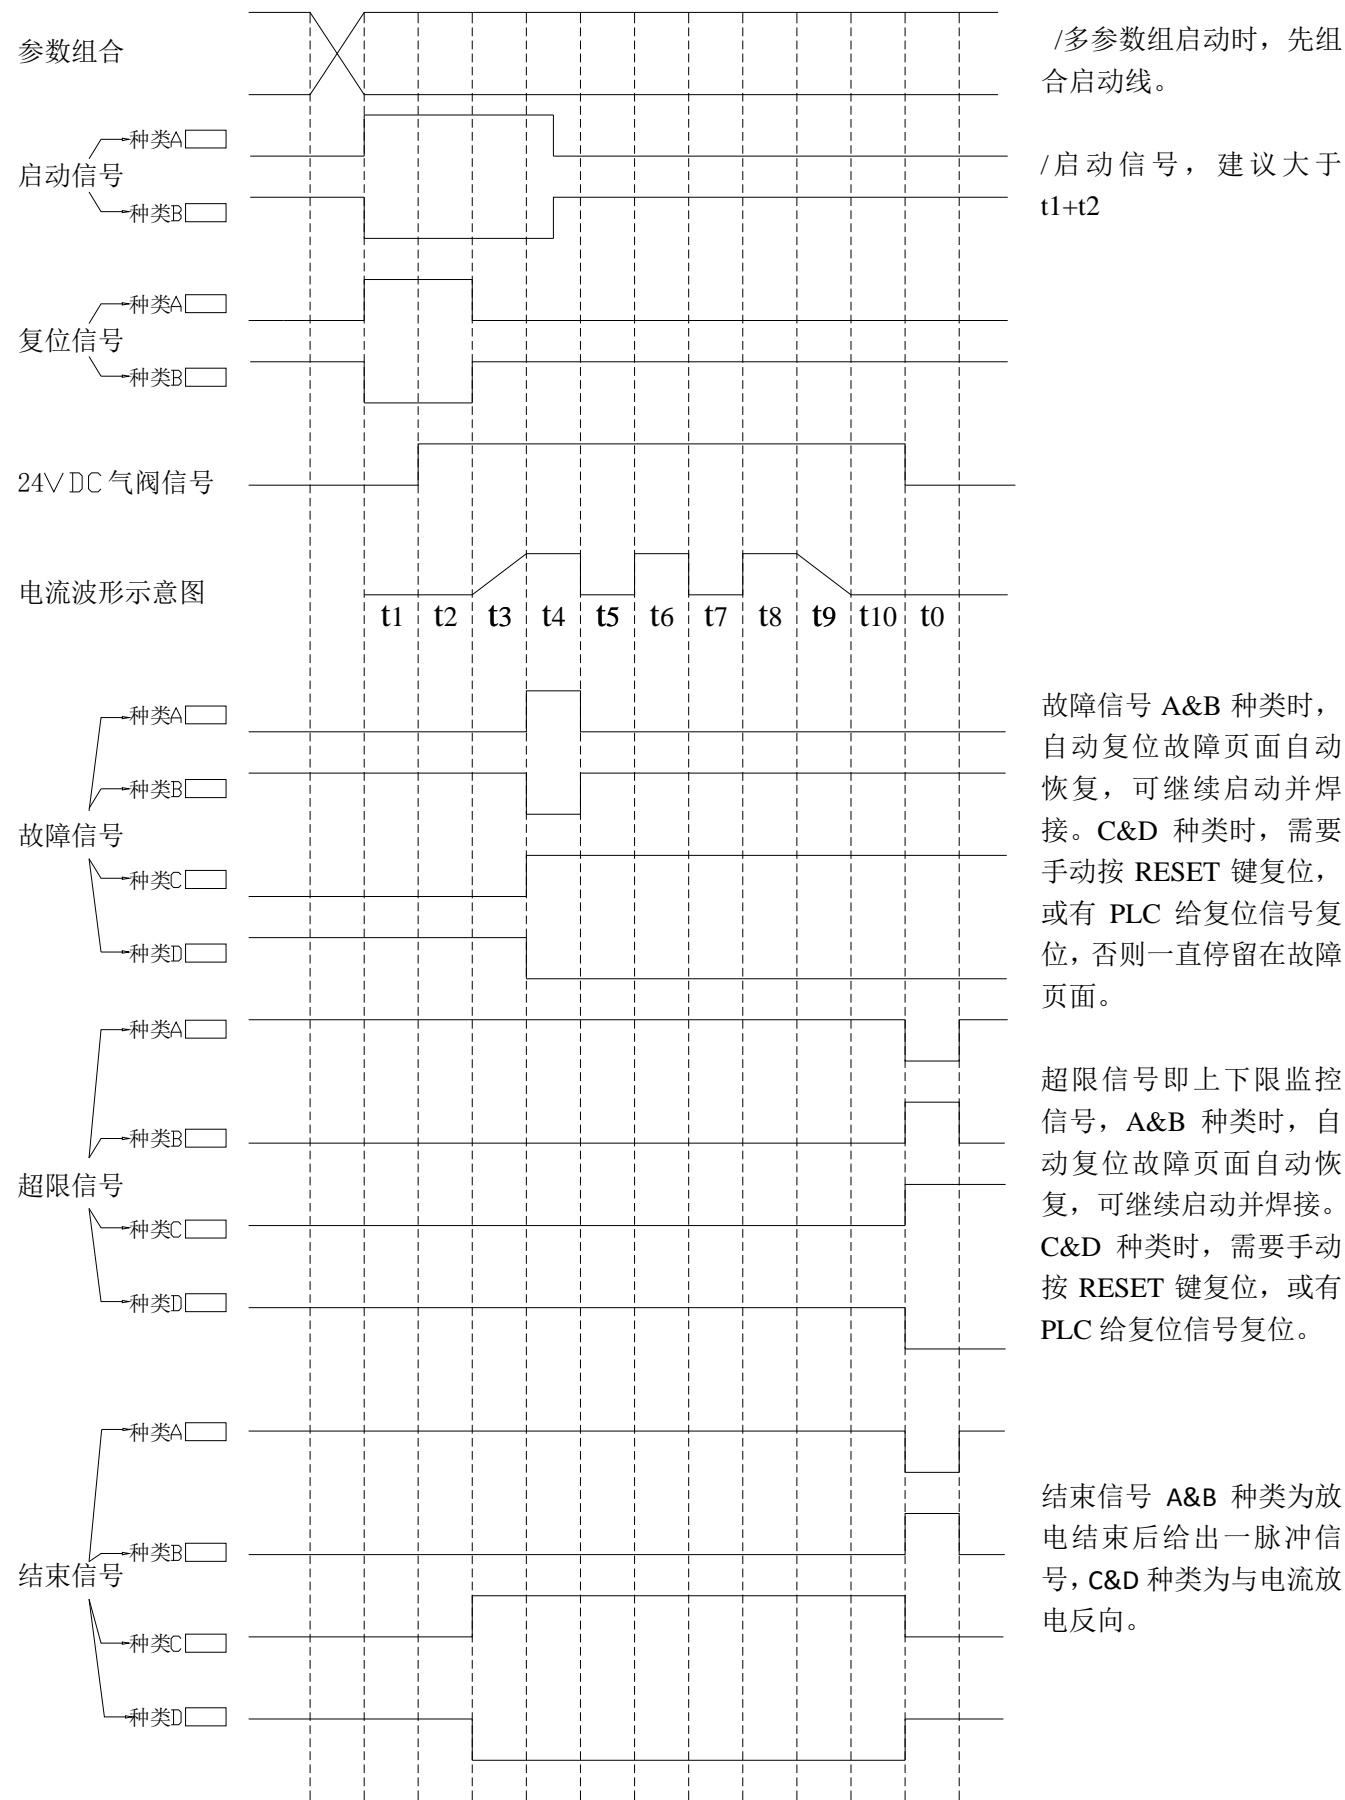 参数组合
/多参数组启动时，先组
合启动线。
种类A
启动信号
种类B
/启动信号，建议大于
t1+t2
种类A
复位信号
种类B
24VDC气阀信号
电流波形示意图
t1 t2 t3 t4 t5 t6 t7 t8 t9 t10 t0
种类A
种类B
故障信号
种类C
种类D
故障信号 A&B 种类时，
自动复位故障页面自动
恢复，可继续启动并焊
接。C&D 种类时，需要
手动按 RESET 键复位，
或有 PLC 给复位信号复
位，否则一直停留在故障
页面。
种类A
种类B
超限信号
种类C
种类D
超限信号即上下限监控
信号，A&B 种类时，自
动复位故障页面自动恢
复，可继续启动并焊接。
C&D 种类时，需要手动
按 RESET 键复位，或有
PLC 给复位信号复位。
种类A
种类B
结束信号
种类C
种类D
结束信号 A&B 种类为放
电结束后给出一脉冲信
号，C&D 种类为与电流放
电反向。